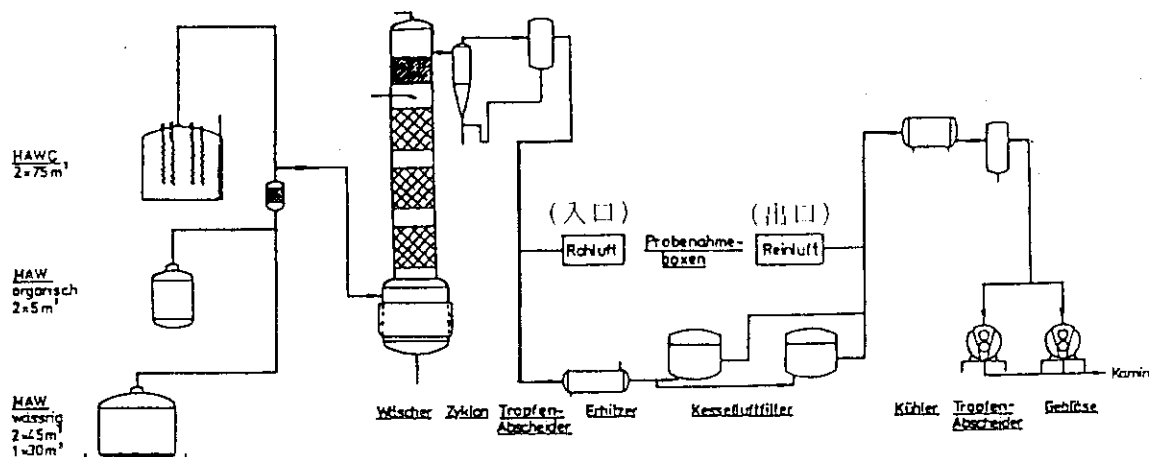 HAWC
2×75m³
HAW
organisch
2×5m³
HAW
wässrig
2×45m³
1×30m³
(入口)
Rohluft
Probenahme-
boxen
(出口)
Reinluft
Wäscher
Zyklon
Tropfen-
Abscheider
Erhitzer
Kesselluftfilter
Kühler
Tropfen-
Abscheider
Gebläse
Kamin